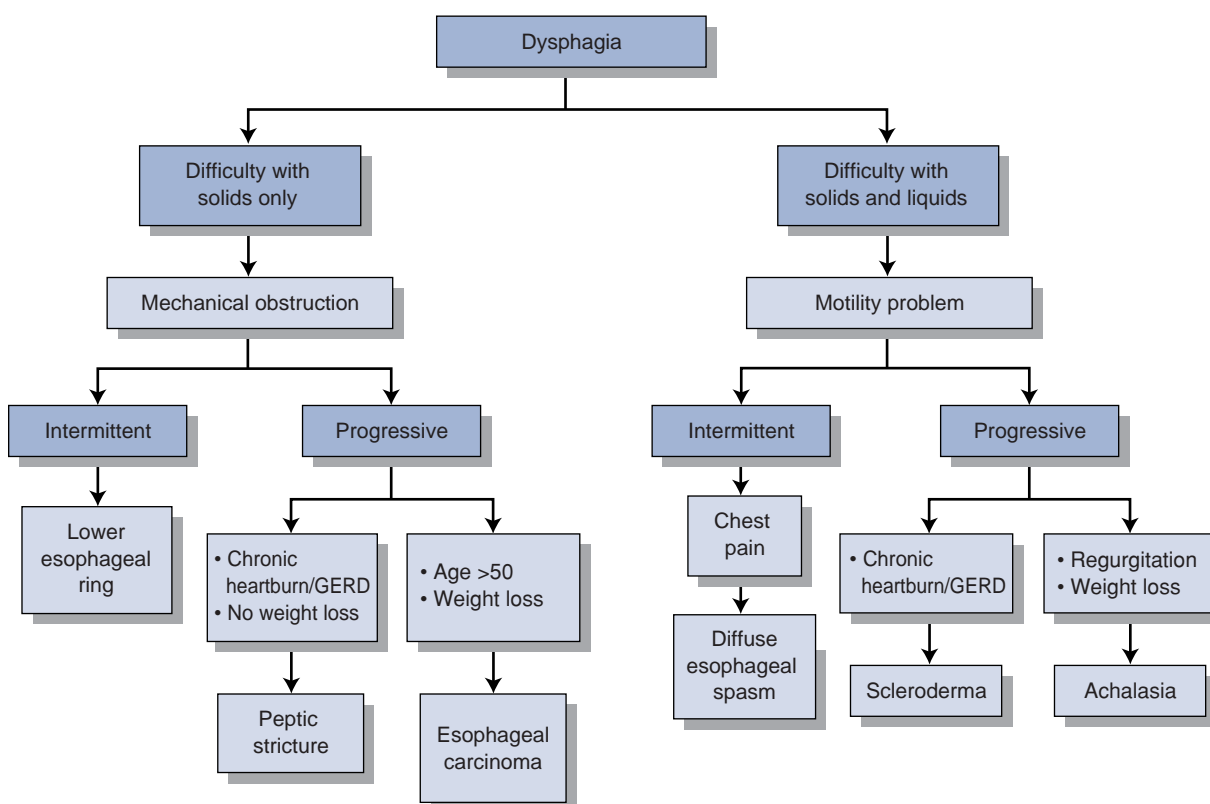 Dysphagia
Difficulty with
solids only
Difficulty with
solids and liquids
Mechanical obstruction
Motility problem
Intermittent
Progressive
Intermittent
Progressive
Lower
esophageal
ring
• Chronic
heartburn/GERD
• No weight loss
• Age >50
• Weight loss
Chest
pain
• Chronic
heartburn/GERD
• Regurgitation
• Weight loss
Peptic
stricture
Esophageal
carcinoma
Diffuse
esophageal
spasm
Scleroderma
Achalasia